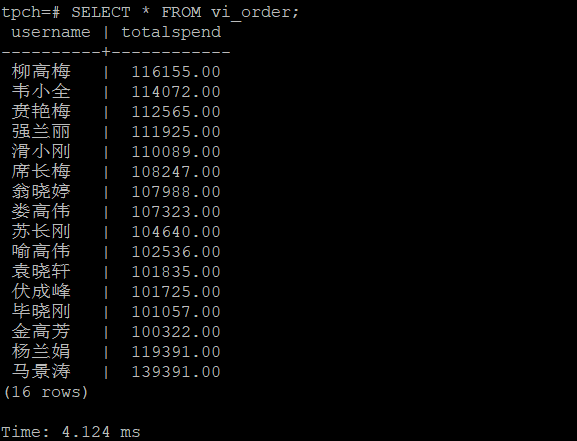 tpch=# SELECT * FROM vi_order;
 username | totalspend
----------+------------
 柳高梅   |  116155.00
 韦小全   |  114072.00
 贲艳梅   |  112565.00
 强兰丽   |  111925.00
 滑小刚   |  110089.00
 席长梅   |  108247.00
 翁晓婷   |  107988.00
 娄高伟   |  107323.00
 苏长刚   |  104640.00
 喻高伟   |  102536.00
 袁晓轩   |  101835.00
 伏成峰   |  101725.00
 毕晓刚   |  101057.00
 金高芳   |  100322.00
 杨兰娟   |  119391.00
 马景涛   |  139391.00
(16 rows)

Time: 4.124 ms